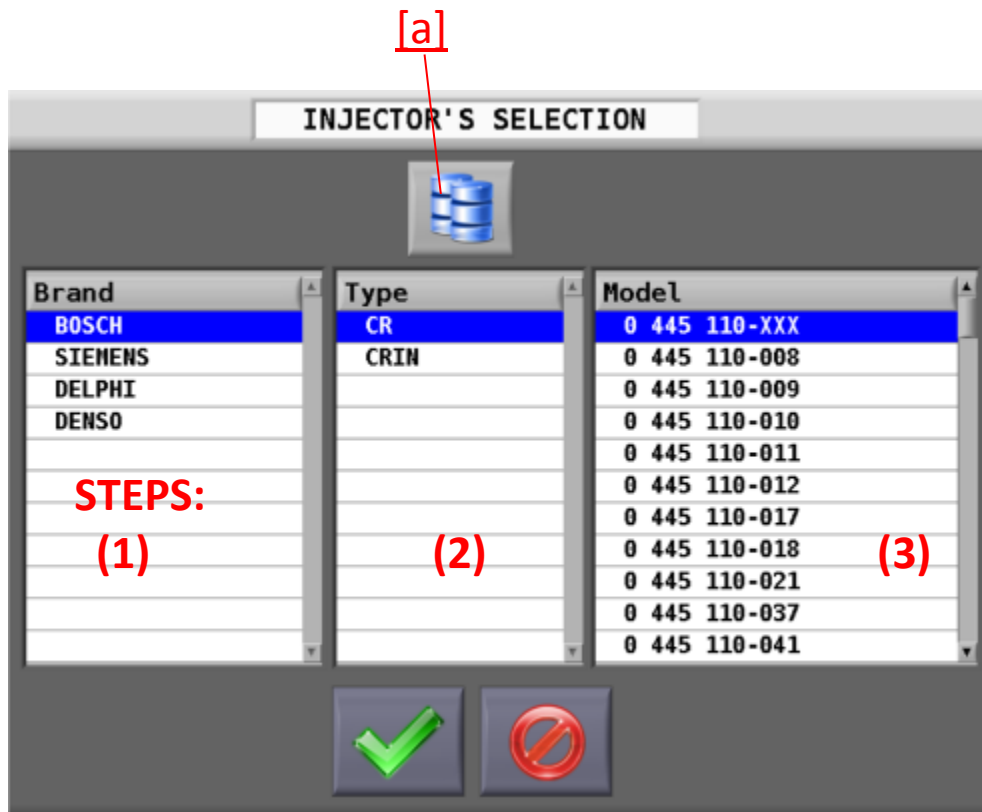 [a]
INJECTOR'S SELECTION
Brand
BOSCH
SIEMENS
DELPHI
DENSO
STEPS:
(1)
Type
CR
CRIN
(2)
Model
0 445 110-XXX
0 445 110-008
0 445 110-009
0 445 110-010
0 445 110-011
0 445 110-012
0 445 110-017
0 445 110-018
0 445 110-021
0 445 110-037
0 445 110-041
(3)